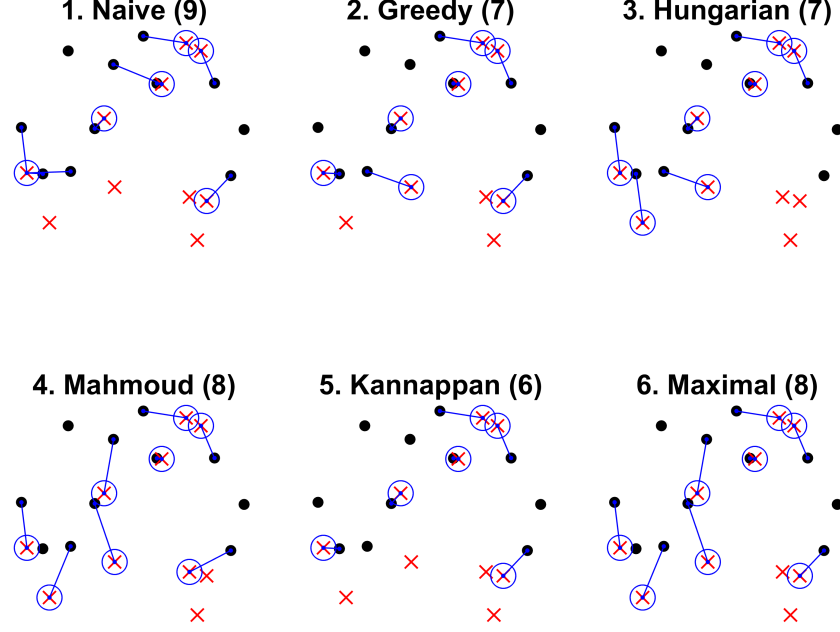 1. Naive (9)
2. Greedy (7)
3. Hungarian (7)
4. Mahmoud (8)
5. Kannappan (6)
6. Maximal (8)